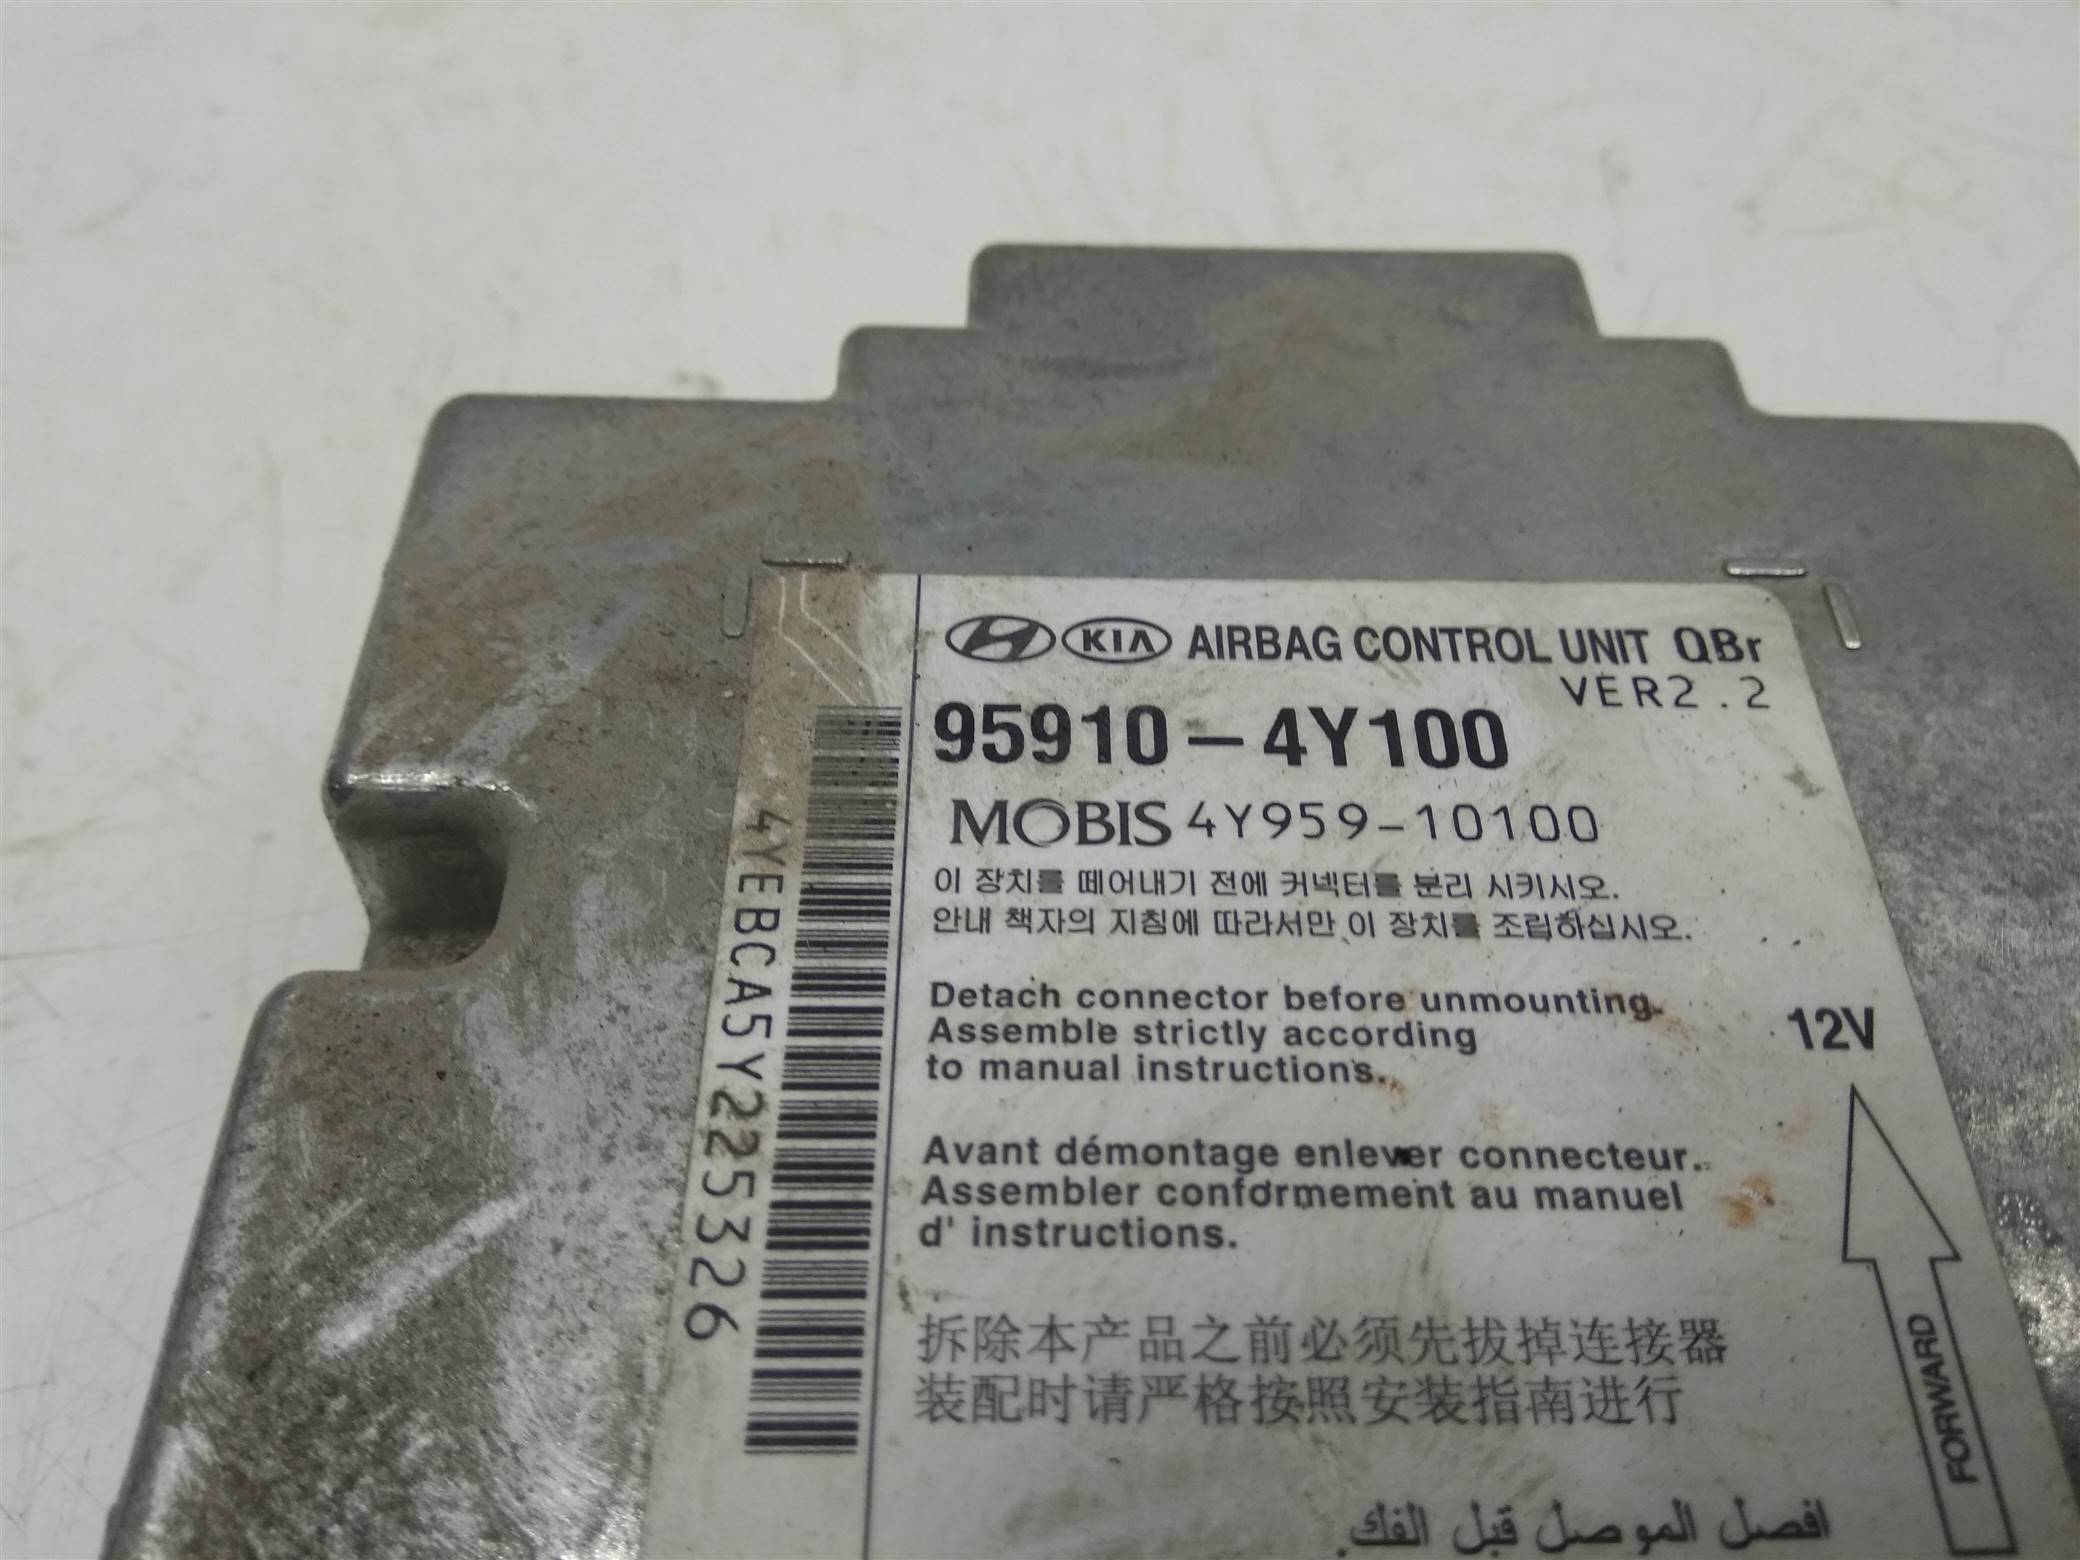 KIA AIRBAG CONTROL UNIT QBr
VER2.2
95910-4Y100
MOBIS 4Y959-10100
이 장치를 떼어내기 전에 커넥터를 분리 시키시오.
안내 책자의 지침에 따라서만 이 장치를 조립하십시오.
Detach connector before unmounting.
Assemble strictly according
to manual instructions.
12V
Avant démontage enlever connecteur.
Assembler conformement au manuel
d' instructions.
拆除本产品之前必须先拔掉连接器
装配时请严格按照安装指南进行
افصل الموصل قبل الفك.
FORWARD
4YEBCA5Y225326